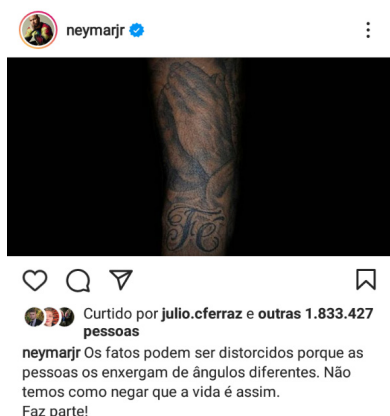 neymarjr
Fé
Curtido por julio.cferraz e outras 1.833.427
pessoas
neymarjr Os fatos podem ser distorcidos porque as
pessoas os enxergam de ângulos diferentes. Não
temos como negar que a vida é assim.
Faz parte!